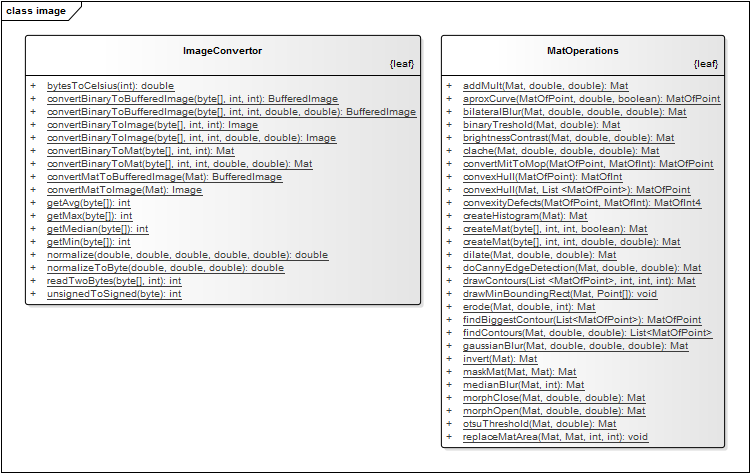 class image
ImageConvertor
{leaf}
+ bytesToCelsius(int): double
+ convertBinaryToBufferedImage(byte[], int, int): BufferedImage
+ convertBinaryToBufferedImage(byte[], int, int, double, double): BufferedImage
+ convertBinaryToImage(byte[], int, int): Image
+ convertBinaryToImage(byte[], int, int, double, double): Image
+ convertBinaryToMat(byte[], int, int): Mat
+ convertBinaryToMat(byte[], int, int, double, double): Mat
+ convertMatToBufferedImage(Mat): BufferedImage
+ convertMatToImage(Mat): Image
+ getAvg(byte[]): int
+ getMax(byte[]): int
+ getMedian(byte[]): int
+ getMin(byte[]): int
+ normalize(double, double, double, double, double): double
+ normalizeToByte(double, double, double): double
+ readTwoBytes(byte[], int): int
+ unsignedToSigned(byte): int
MatOperations
{leaf}
+ addMult(Mat, double, double): Mat
+ aproxCurve(MatOfPoint, double, boolean): MatOfPoint
+ bilateralBlur(Mat, double, double, double): Mat
+ binaryTreshold(Mat, double): Mat
+ brightnessContrast(Mat, double, double): Mat
+ clache(Mat, double, double, double): Mat
+ convertMitToMop(MatOfPoint, MatOfInt): MatOfPoint
+ convexHull(MatOfPoint): MatOfInt
+ convexHull(Mat, List <MatOfPoint>): MatOfPoint
+ convexityDefects(MatOfPoint, MatOfInt): MatOfInt4
+ createHistogram(Mat): Mat
+ createMat(byte[], int, int, boolean): Mat
+ createMat(byte[], int, int, double, double): Mat
+ dilate(Mat, double, int): Mat
+ doCannyEdgeDetection(Mat, double, double): Mat
+ drawContours(List <MatOfPoint>, int, int, int): Mat
+ drawMinBoundingRect(Mat, Point[]): void
+ erode(Mat, double, int): Mat
+ findBiggestContour(List<MatOfPoint>): MatOfPoint
+ findContours(Mat, double, double): List<MatOfPoint>
+ gaussianBlur(Mat, double, double, double): Mat
+ invert(Mat): Mat
+ maskMat(Mat, Mat): Mat
+ medianBlur(Mat, int): Mat
+ morphClose(Mat, double, double): Mat
+ morphOpen(Mat, double, double): Mat
+ otsuThreshold(Mat, double): Mat
+ replaceMatArea(Mat, Mat, int, int): void